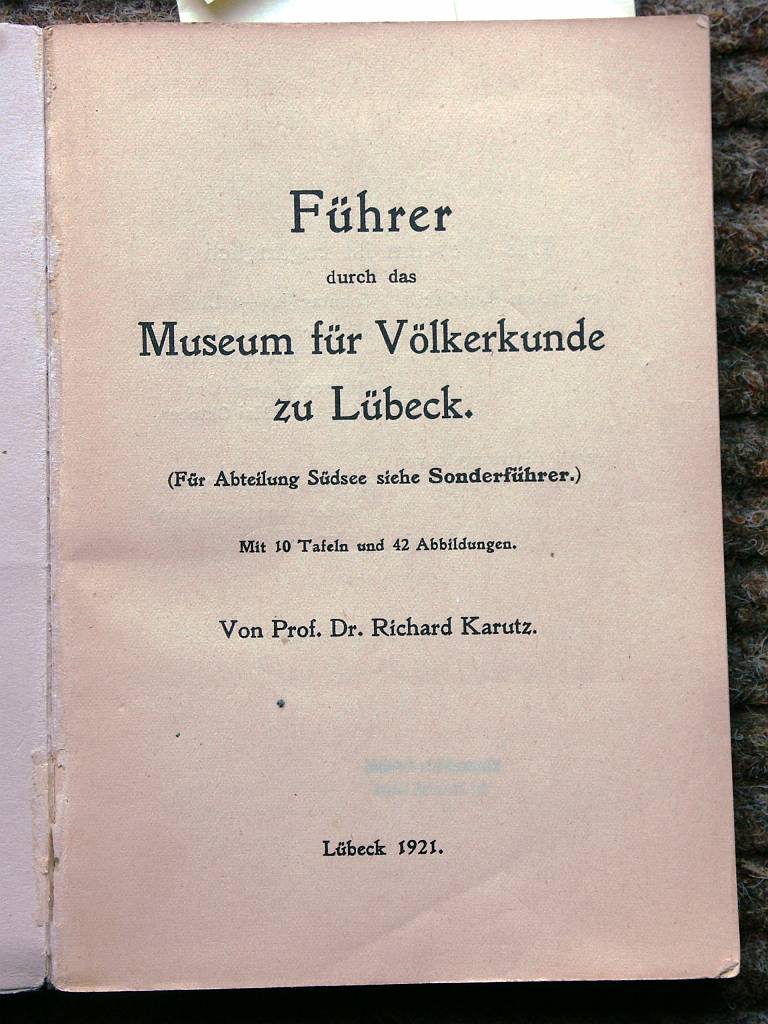 Führer
durch das
Museum für Völkerkunde
zu Lübeck.
(Für Abteilung Südsee siehe Sonderführer.)
Mit 10 Tafeln und 42 Abbildungen.
Von Prof. Dr. Richard Karutz.
Lübeck 1921.